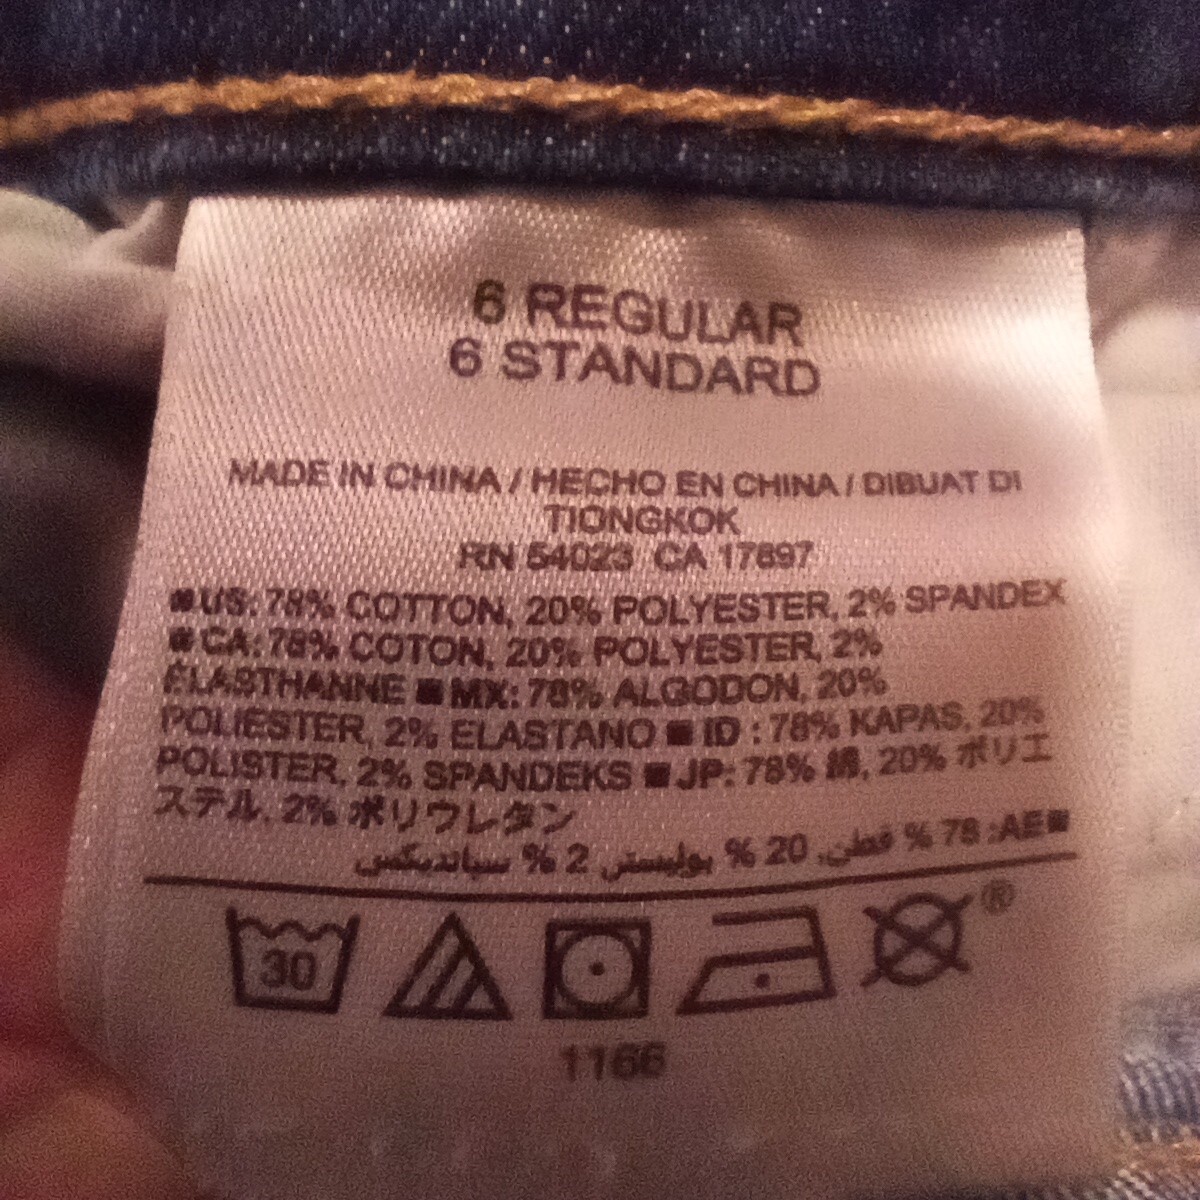 6 REGULAR
6 STANDARD
MADE IN CHINA / HECHO EN CHINA / DIBUAT DI
TIONGKOK
RN 54023 CA 17897
■ US: 78% COTTON, 20% POLYESTER, 2% SPANDEX
■ CA: 78% COTON, 20% POLYESTER, 2%
ÉLASTHANNE ■ MX: 78% ALGODON, 20%
POLIESTER, 2% ELASTANO ■ ID : 78% KAPAS, 20%
POLISTER, 2% SPANDEKS ■ JP: 78% 綿, 20% ポリエ
ステル, 2% ポリウレタン
■AE: 78 % قطن, 20 % بوليستر, 2 % سباندیكس
30
®
1166